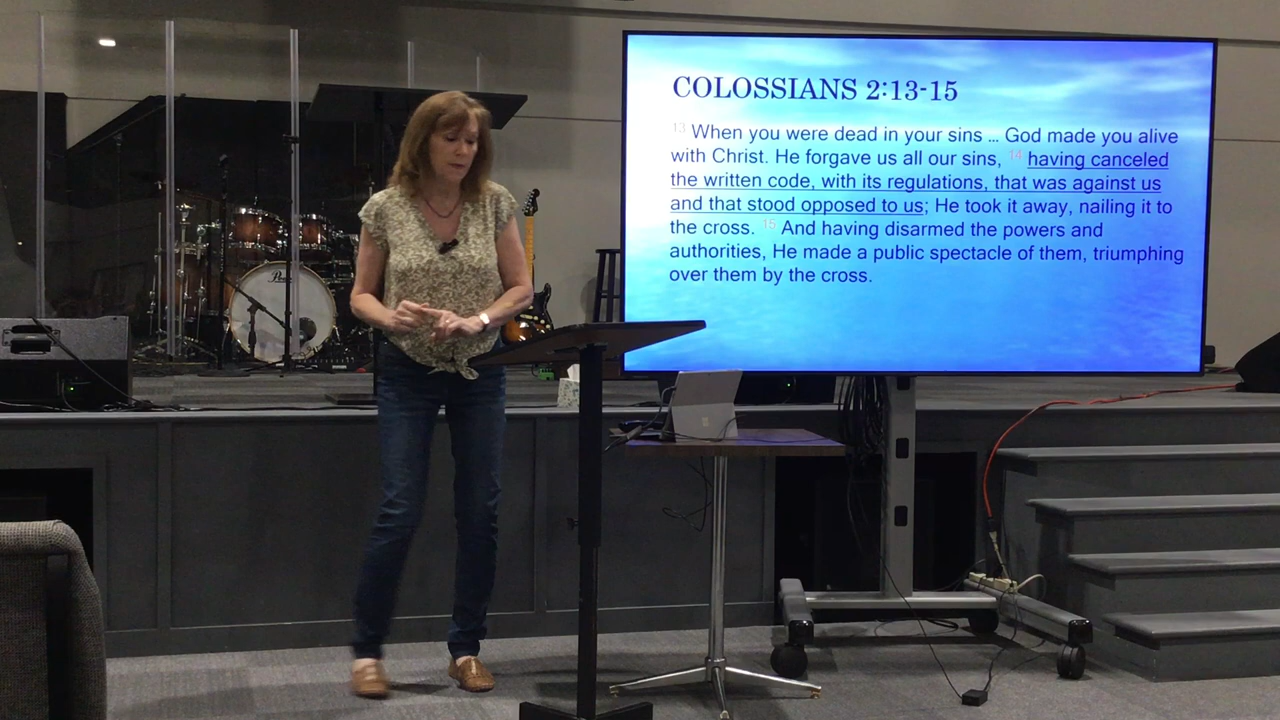 COLOSSIANS 2:13-15
13 When you were dead in your sins ... God made you alive
with Christ. He forgave us all our sins, 14 having canceled
the written code, with its regulations, that was against us
and that stood opposed to us; He took it away, nailing it to
the cross. 15 And having disarmed the powers and
authorities, He made a public spectacle of them, triumphing
over them by the cross.
Pearl